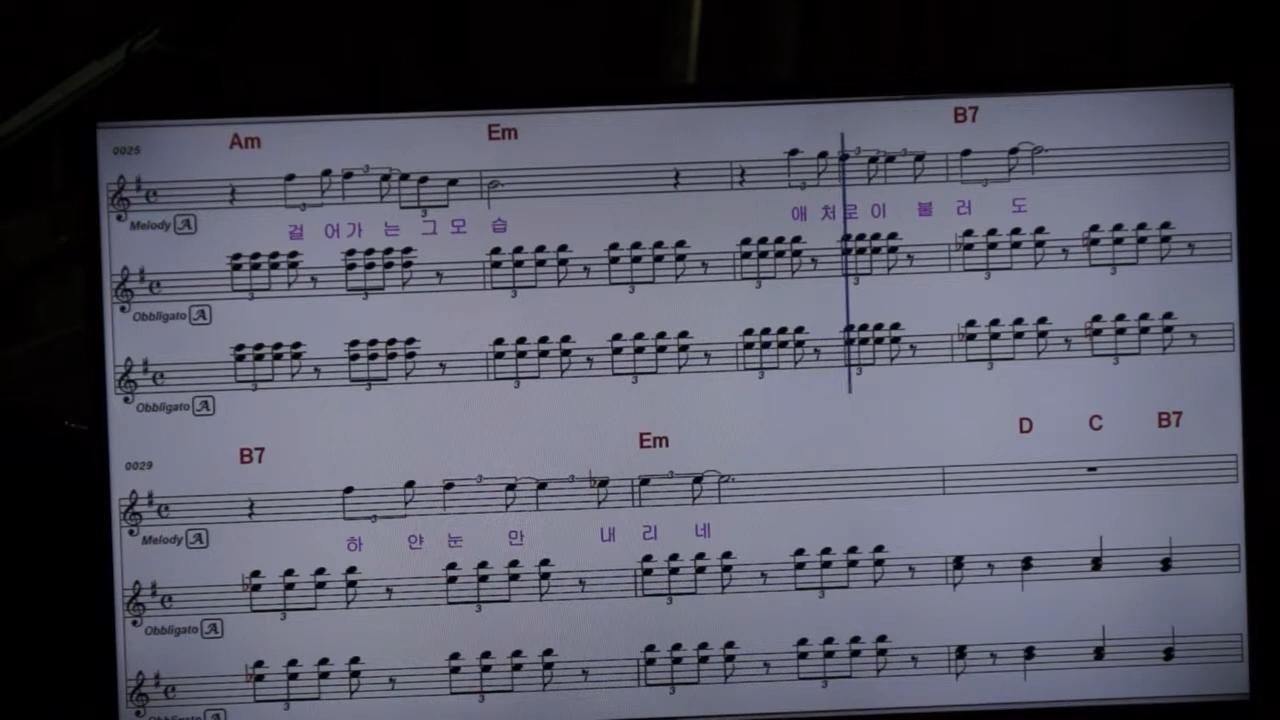 Am Em B7
0025
Melody A
걸 어 가 는 그 모 습 애 처 로 이 불 러 도
Obbligato A
Obbligato A
B7 Em D C B7
0029
Melody A
하 얀 눈 만 내 리 네
Obbligato A
Obbligato A